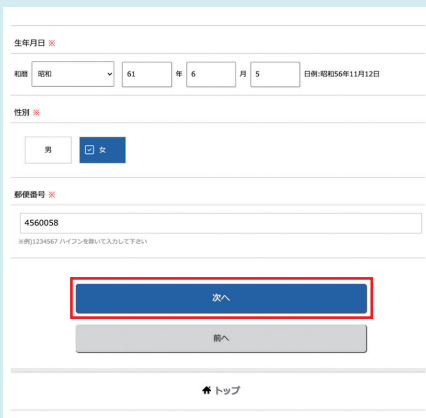 生年月日 ※
和暦 昭和 61 年 6 月 5 日例:昭和56年11月12日
性別 ※
男 女
郵便番号 ※
4560058
※例)1234567 ハイフンを除いて入力して下さい
次へ
前へ
トップ